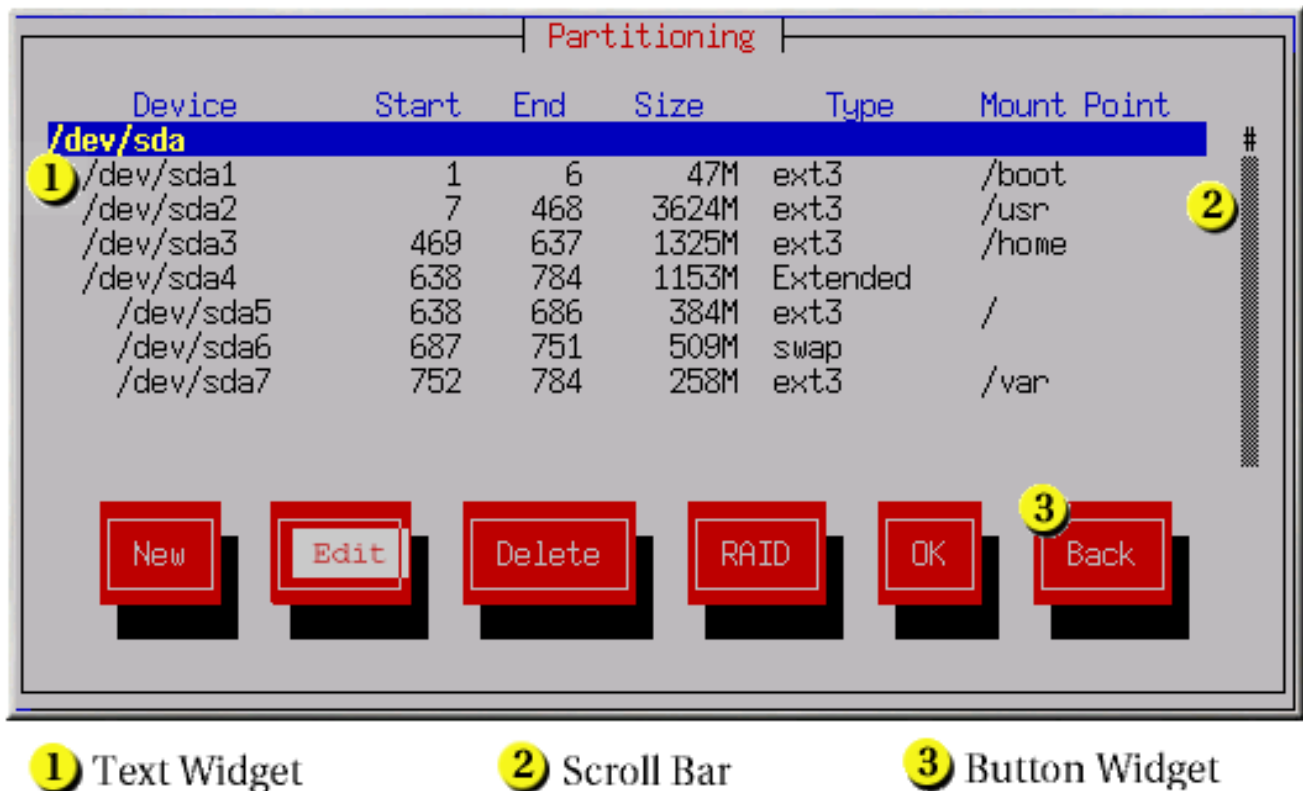 Partitioning
Device Start End Size Type Mount Point
/dev/sda #
1 /dev/sda1 1 6 47M ext3 /boot
/dev/sda2 7 468 3624M ext3 /usr 2
/dev/sda3 469 637 1325M ext3 /home
/dev/sda4 638 784 1153M Extended
/dev/sda5 638 686 384M ext3 /
/dev/sda6 687 751 509M swap
/dev/sda7 752 784 258M ext3 /var
3
New Edit Delete RAID OK Back
1 Text Widget 2 Scroll Bar 3 Button Widget